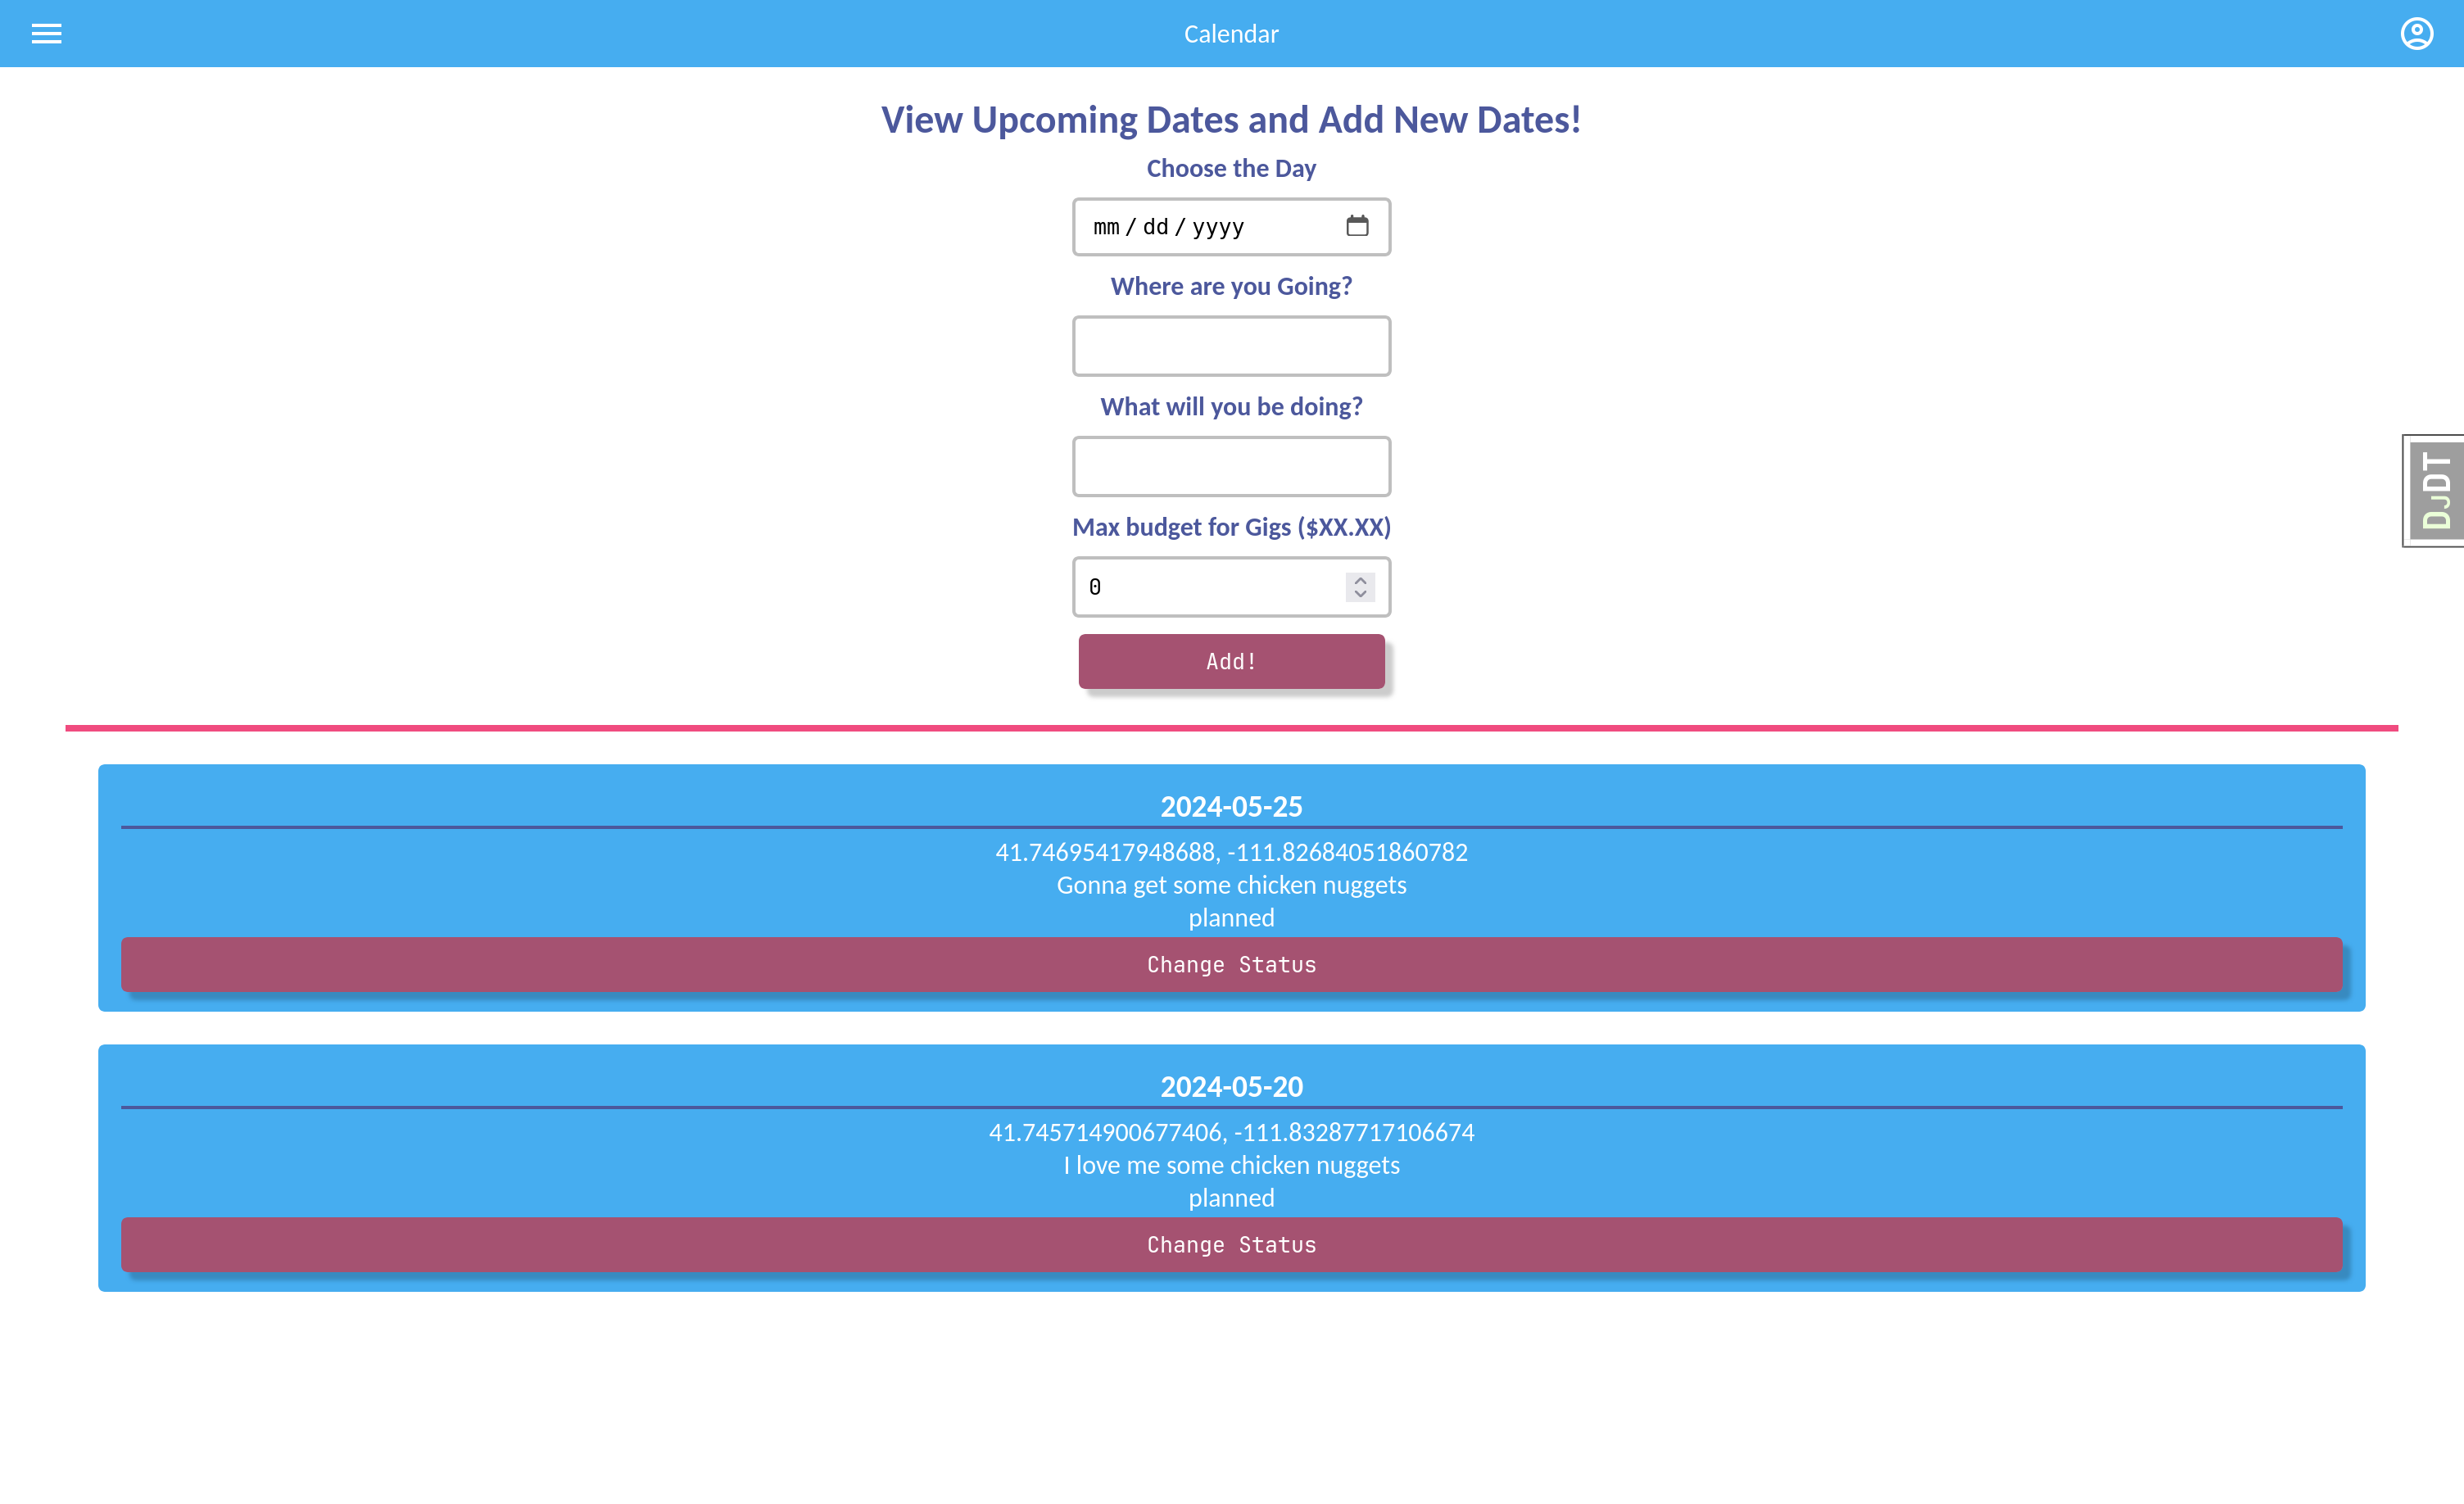 Calendar
View Upcoming Dates and Add New Dates!
Choose the Day
mm/dd/yyyy
Where are you Going?
What will you be doing?
DJDT
Max budget for Gigs ($XX.XX)
0
Add!
2024-05-25
41.74695417948688, -111.82684051860782
Gonna get some chicken nuggets
planned
Change Status
2024-05-20
41.745714900677406, -111.83287717106674
I love me some chicken nuggets
planned
Change Status